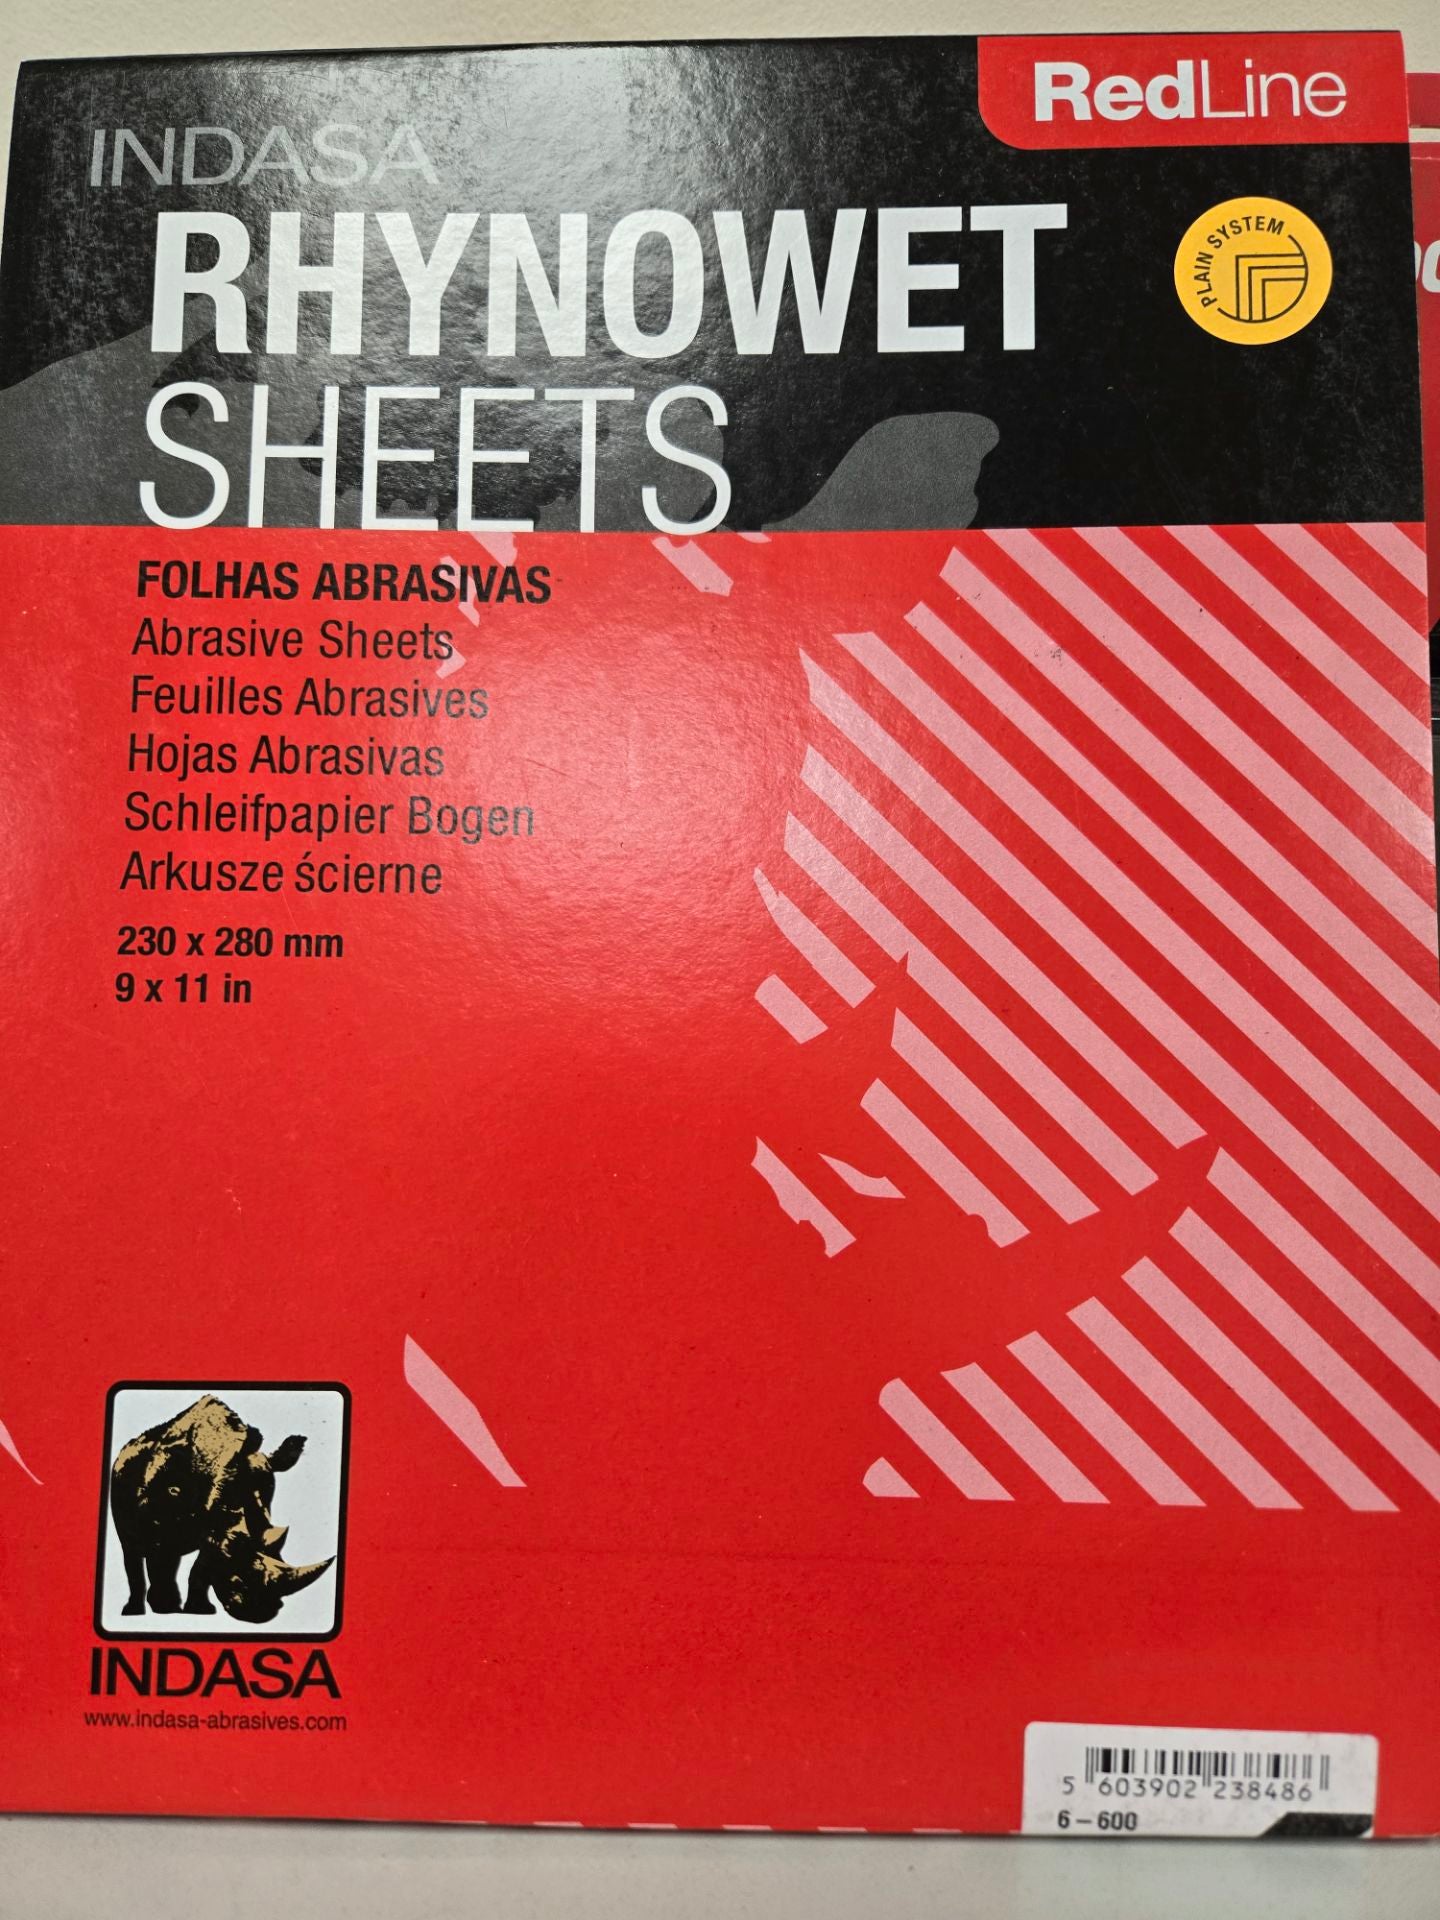 RedLine
INDASA
RHYNOWET
PLAIN SYSTEM
SHEETS
FOLHAS ABRASIVAS
Abrasive Sheets
Feuilles Abrasives
Hojas Abrasivas
Schleifpapier Bogen
Arkusze ścierne
230 x 280 mm
9 x 11 in
INDASA
www.indasa-abrasives.com
5 603902 238486
6 – 600